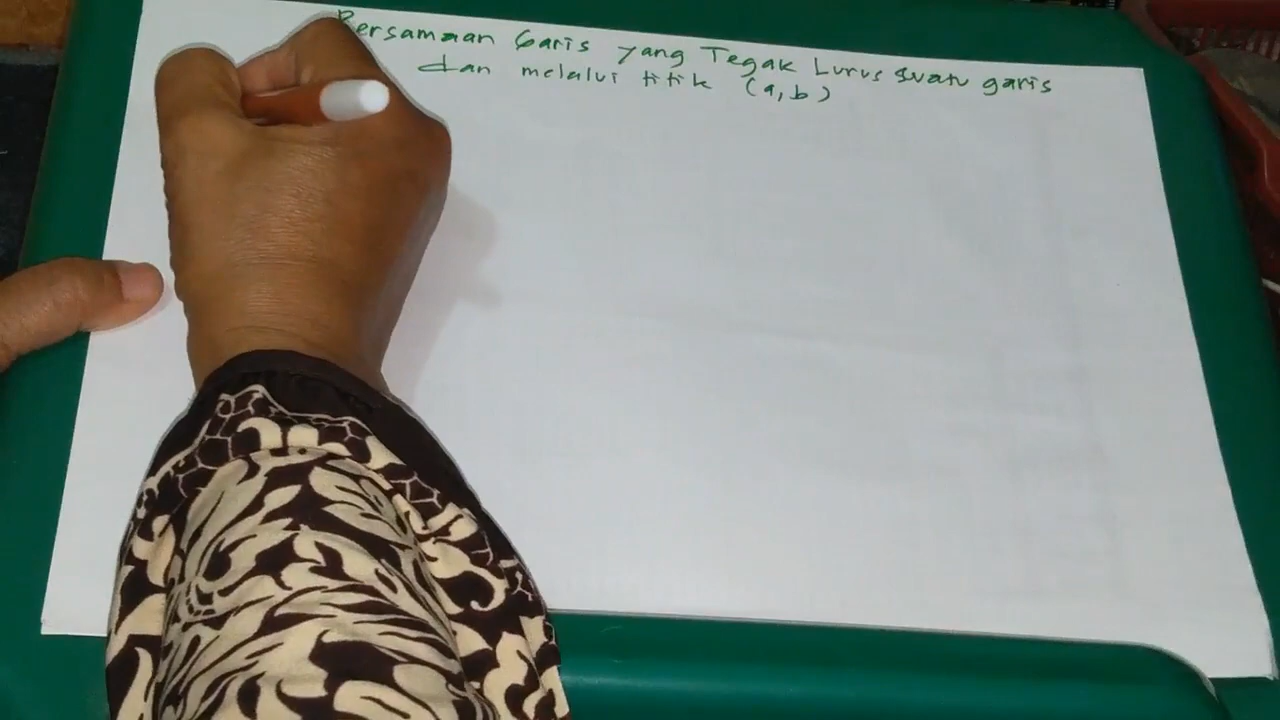 Persamaan Garis yang Tegak Lurus suatu garis
dan melalui titik (a,b)